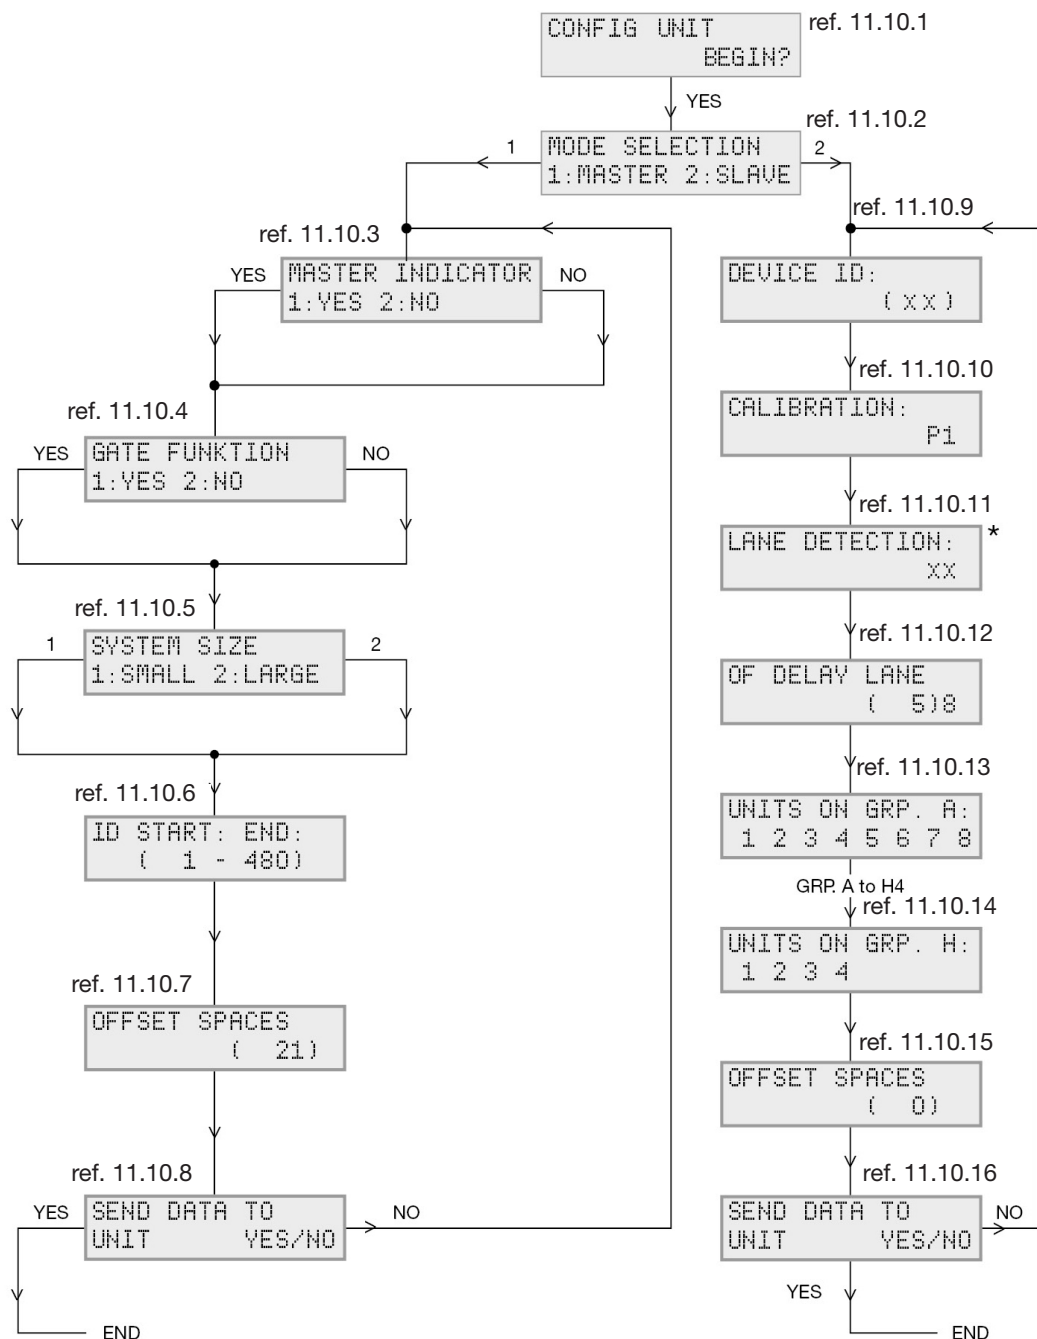 CONFIG UNIT
BEGIN?
ref. 11.10.1
YES
ref. 11.10.2
1
MODE SELECTION
1:MASTER 2:SLAVE
2
ref. 11.10.3
YES
MASTER INDICATOR
1:YES 2:NO
NO
ref. 11.10.4
YES
GATE FUNKTION
1:YES 2:NO
NO
ref. 11.10.5
1
SYSTEM SIZE
1:SMALL 2:LARGE
2
ref. 11.10.6
ID START: END:
( 1 - 480)
ref. 11.10.7
OFFSET SPACES
( 21)
ref. 11.10.8
YES
SEND DATA TO
UNIT YES/NO
NO
END
ref. 11.10.9
DEVICE ID:
(XX)
ref. 11.10.10
CALIBRATION:
P1
ref. 11.10.11
LANE DETECTION:
XX
*
ref. 11.10.12
OF DELAY LANE
( 5)8
ref. 11.10.13
UNITS ON GRP. A:
1 2 3 4 5 6 7 8
GRP. A to H4
ref. 11.10.14
UNITS ON GRP. H:
1 2 3 4
ref. 11.10.15
OFFSET SPACES
( 0)
ref. 11.10.16
SEND DATA TO
UNIT YES/NO
NO
YES
END